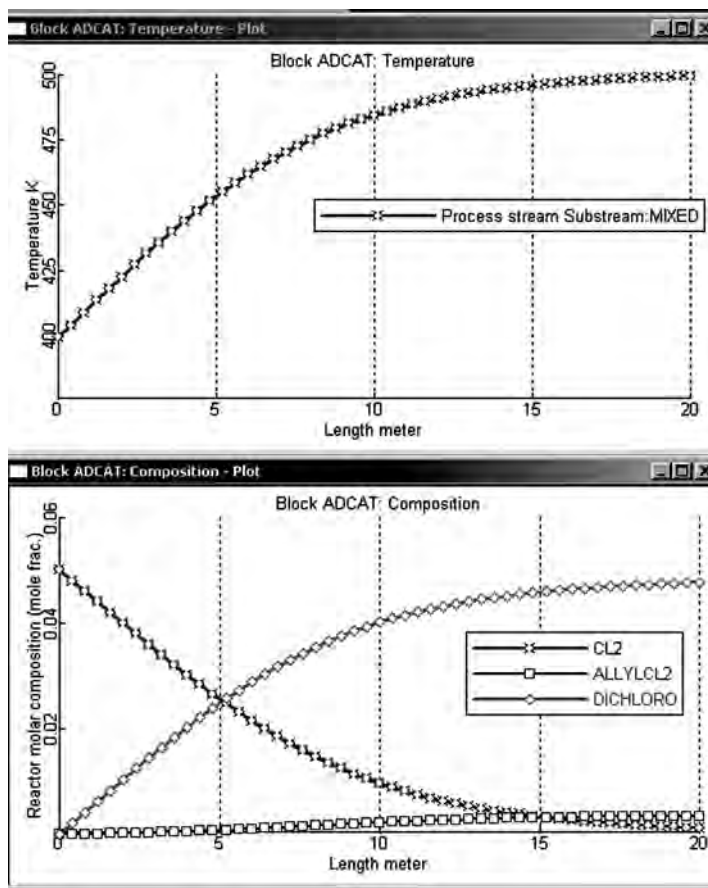 Block ADCAT: Temperature - Plot
Block ADCAT: Temperature
500
475
450
425
400
Temperature K
Process stream Substream:MIXED
0 5 10 15 20
Length meter
Block ADCAT: Composition - Plot
Block ADCAT: Composition
0.06
0.04
0.02
Reactor molar composition (mole frac.)
CL2
ALLYLCL2
DICHLORO
0 5 10 15 20
Length meter